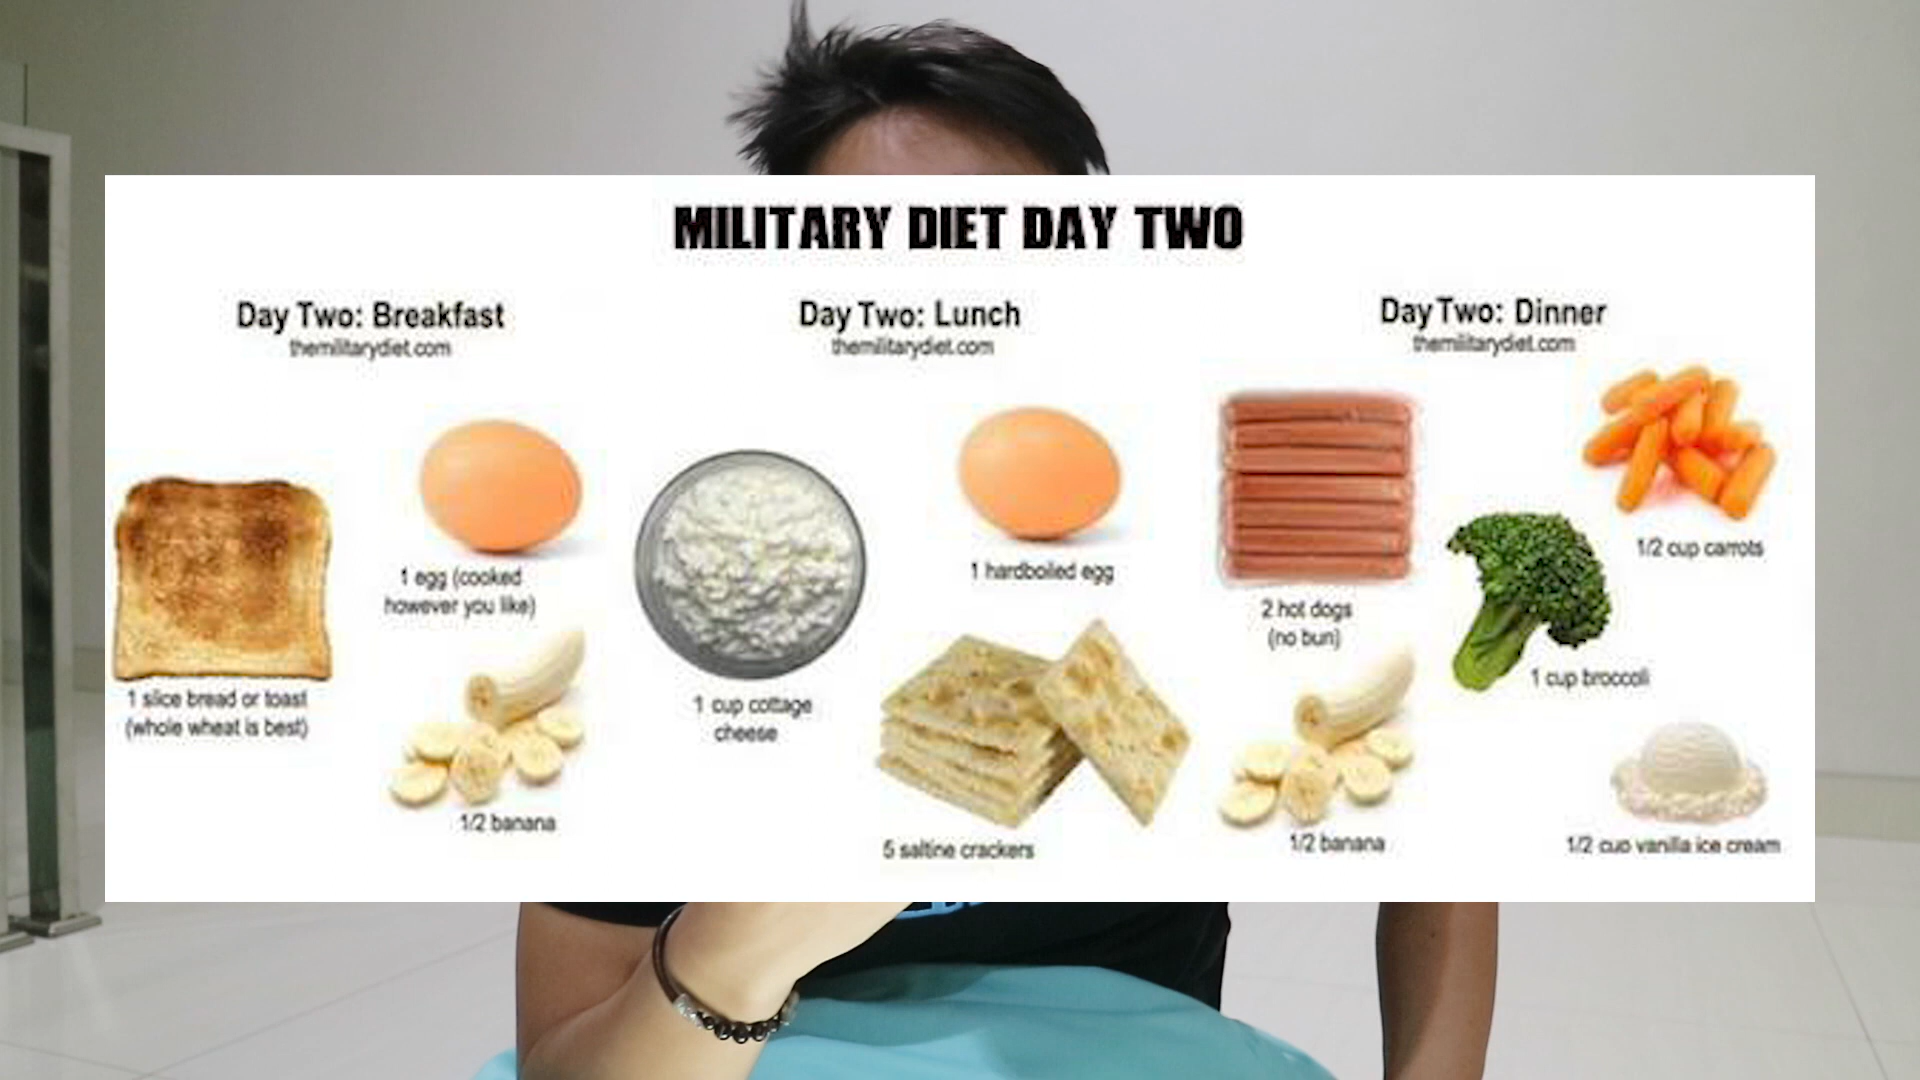 MILITARY DIET DAY TWO
Day Two: Breakfast
themilitarydiet.com
1 slice bread or toast
(whole wheat is best)
1 egg (cooked
however you like)
1/2 banana
Day Two: Lunch
themilitarydiet.com
1 cup cottage
cheese
1 hardboiled egg
5 saltine crackers
Day Two: Dinner
themilitarydiet.com
2 hot dogs
(no bun)
1/2 cup carrots
1 cup broccoli
1/2 banana
1/2 cup vanilla ice cream